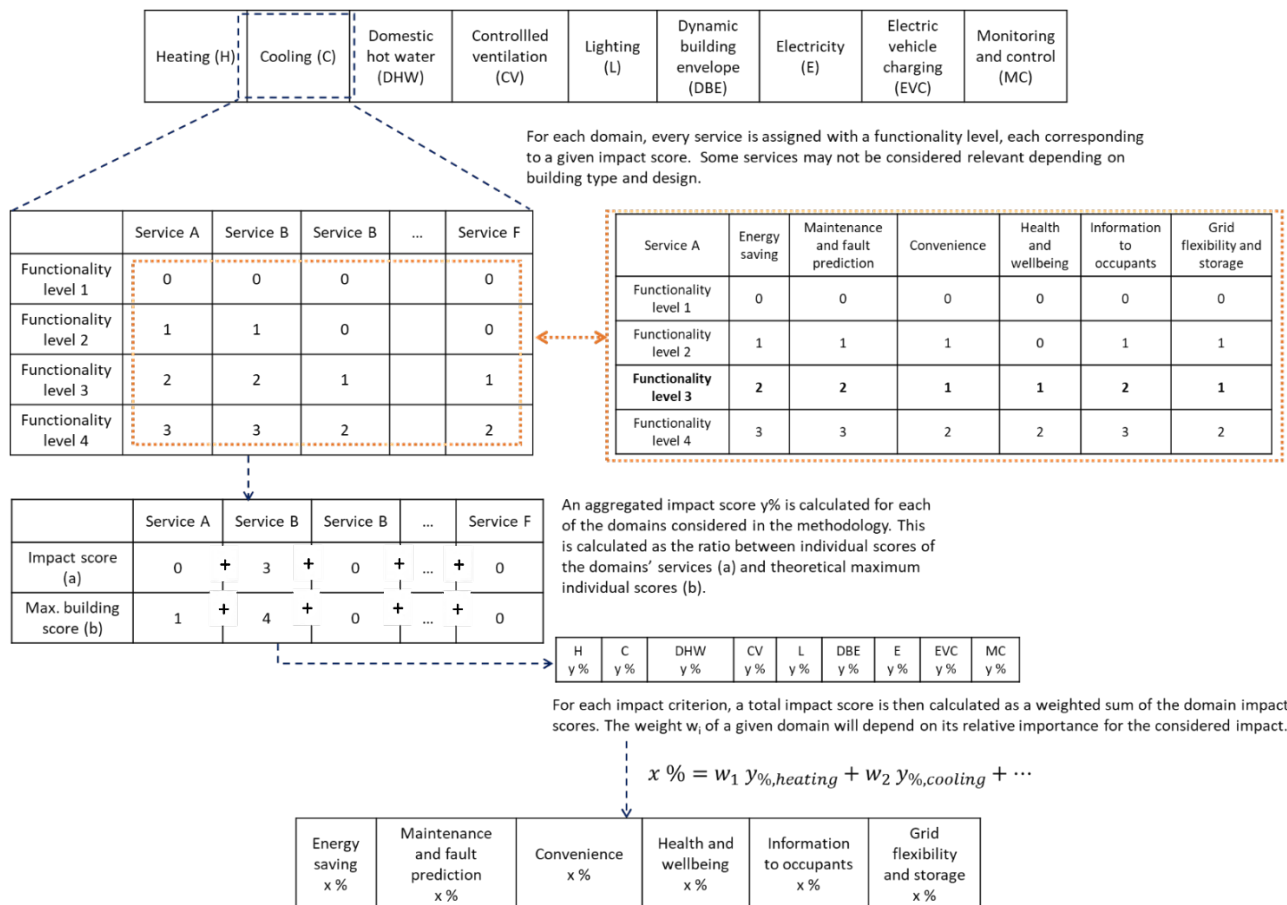 Heating (H)
Cooling (C)
Domestic
hot water
(DHW)
Controllled
ventilation
(CV)
Lighting
(L)
Dynamic
building
envelope
(DBE)
Electricity
(E)
Electric
vehicle
charging
(EVC)
Monitoring
and control
(MC)
For each domain, every service is assigned with a functionality level, each corresponding
to a given impact score. Some services may not be considered relevant depending on
building type and design.
Service A Service B Service B ... Service F
Functionality
level 1
0 0 0 0
Functionality
level 2
1 1 0 0
Functionality
level 3
2 2 1 1
Functionality
level 4
3 3 2 2
Service A
Energy
saving
Maintenance
and fault
prediction
Convenience
Health
and
wellbeing
Information
to
occupants
Grid
flexibility and
storage
Functionality
level 1
0 0 0 0 0 0
Functionality
level 2
1 1 1 0 1 1
Functionality
level 3
2 2 1 1 2 1
Functionality
level 4
3 3 2 2 3 2
Service A Service B Service B ... Service F
Impact score
(a)
0 + 3 + 0 + ... + 0
Max. building
score (b)
1 + 4 + 0 + ... + 0
An aggregated impact score y% is calculated for each
of the domains considered in the methodology. This
is calculated as the ratio between individual scores of
the domains’ services (a) and theoretical maximum
individual scores (b).
H C DHW CV L DBE E EVC MC
y % y % y % y % y % y % y % y % y %
For each impact criterion, a total impact score is then calculated as a weighted sum of the domain impact
scores. The weight wᵢ of a given domain will depend on its relative importance for the considered impact.
x % = w₁ y%,heating + w₂ y%,cooling + ⋯
Energy
saving
x %
Maintenance
and fault
prediction
x %
Convenience
x %
Health and
wellbeing
x %
Information
to occupants
x %
Grid
flexibility
and storage
x %